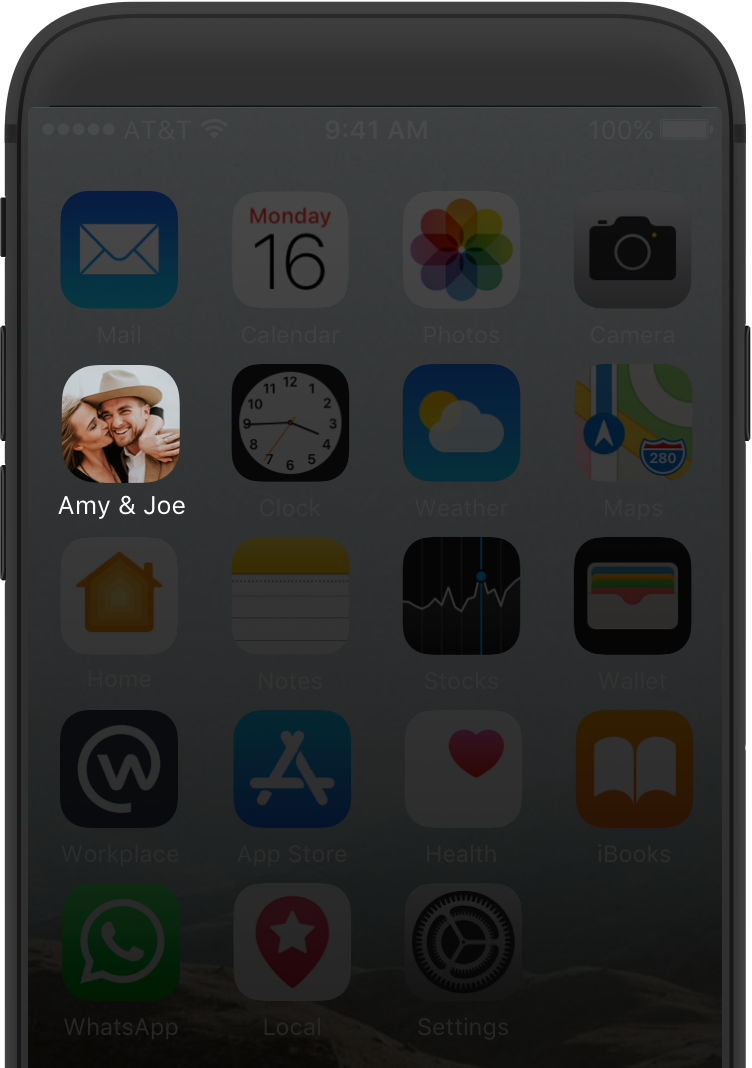 AT&T 9:41 AM 100%
Monday
16
Mail Calendar Photos Camera
12
11 1
10 2
9 3
8 4
7 5
6
280
Amy & Joe Clock Weather Maps
Home Notes Stocks Wallet
Workplace App Store Health iBooks
WhatsApp Local Settings